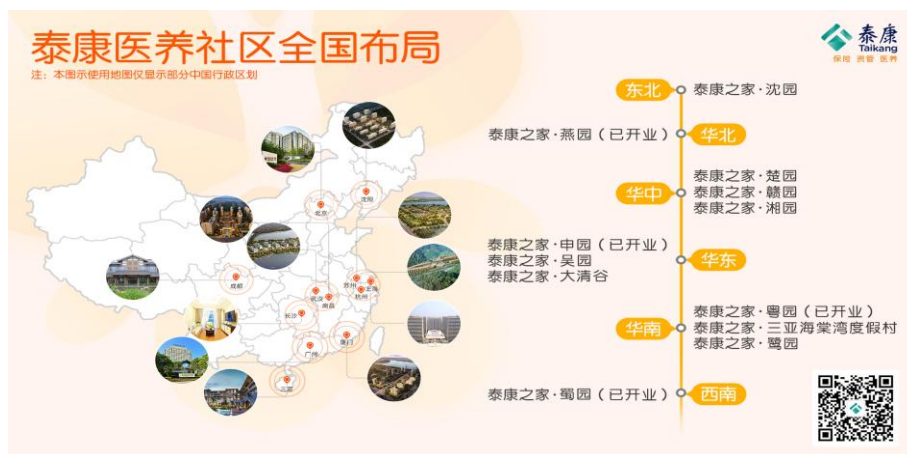 泰康医养社区全国布局
注：本图示使用地图仅显示部分中国行政区划
泰康
Taikang
保险 资管 医养
东北
泰康之家·沈园
泰康之家·燕园（已开业）
华北
华中
泰康之家·楚园
泰康之家·赣园
泰康之家·湘园
泰康之家·申园（已开业）
泰康之家·吴园
泰康之家·大清谷
华东
华南
泰康之家·粤园（已开业）
泰康之家·三亚海棠湾度假村
泰康之家·鹭园
泰康之家·蜀园（已开业）
西南
沈阳
北京
成都
苏州
上海
杭州
武汉
南昌
长沙
广州
厦门